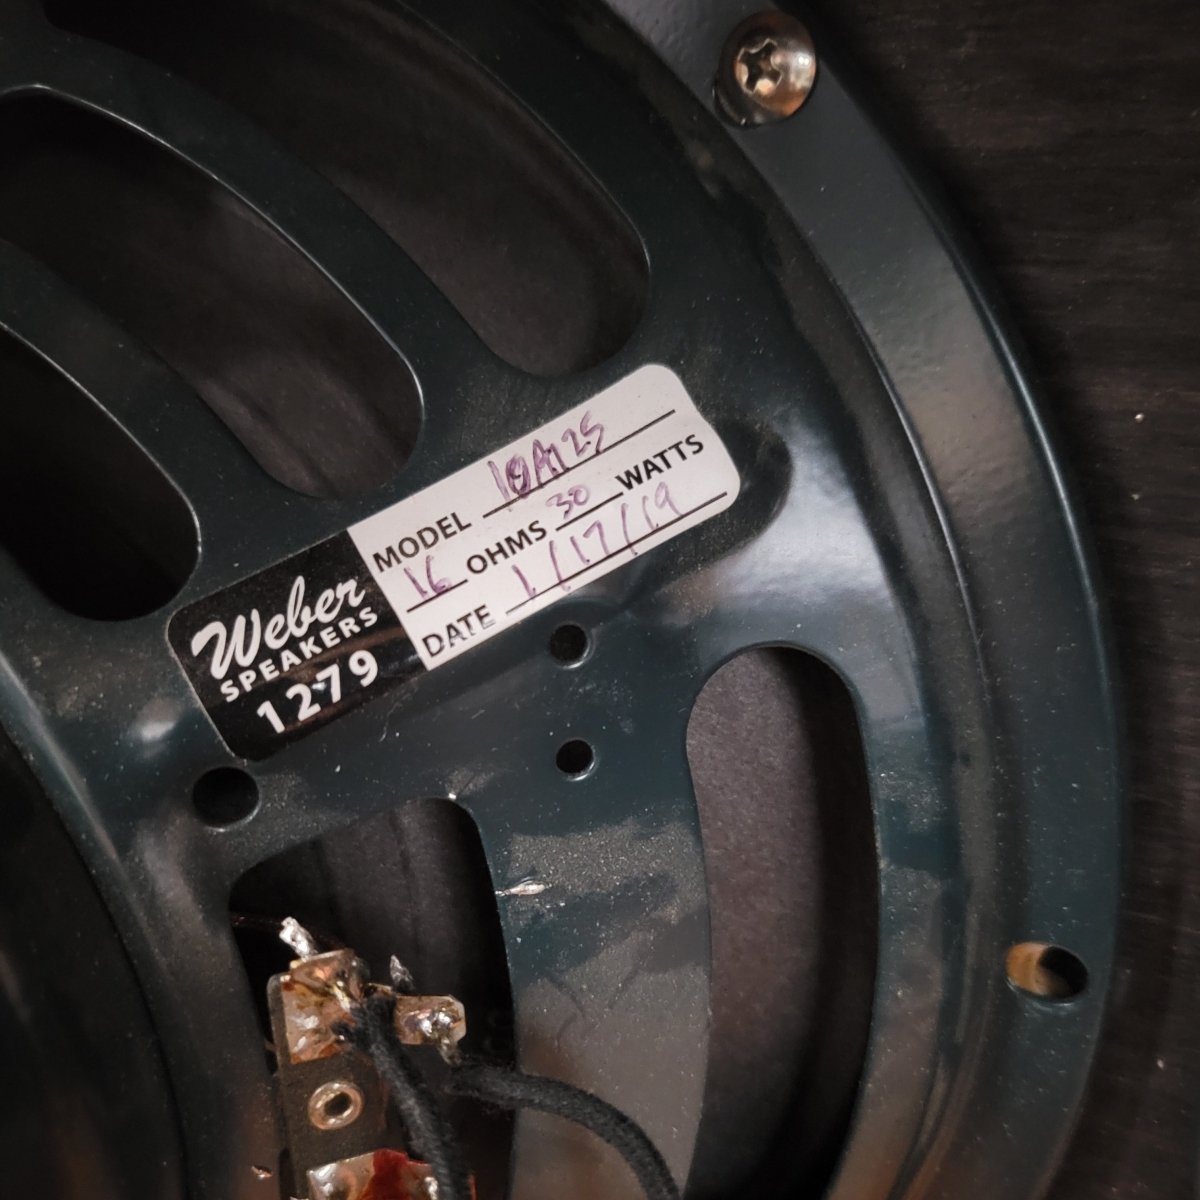 Weber
SPEAKERS
1279
MODEL 10A125
16 OHMS 30 WATTS
DATE 1/17/19